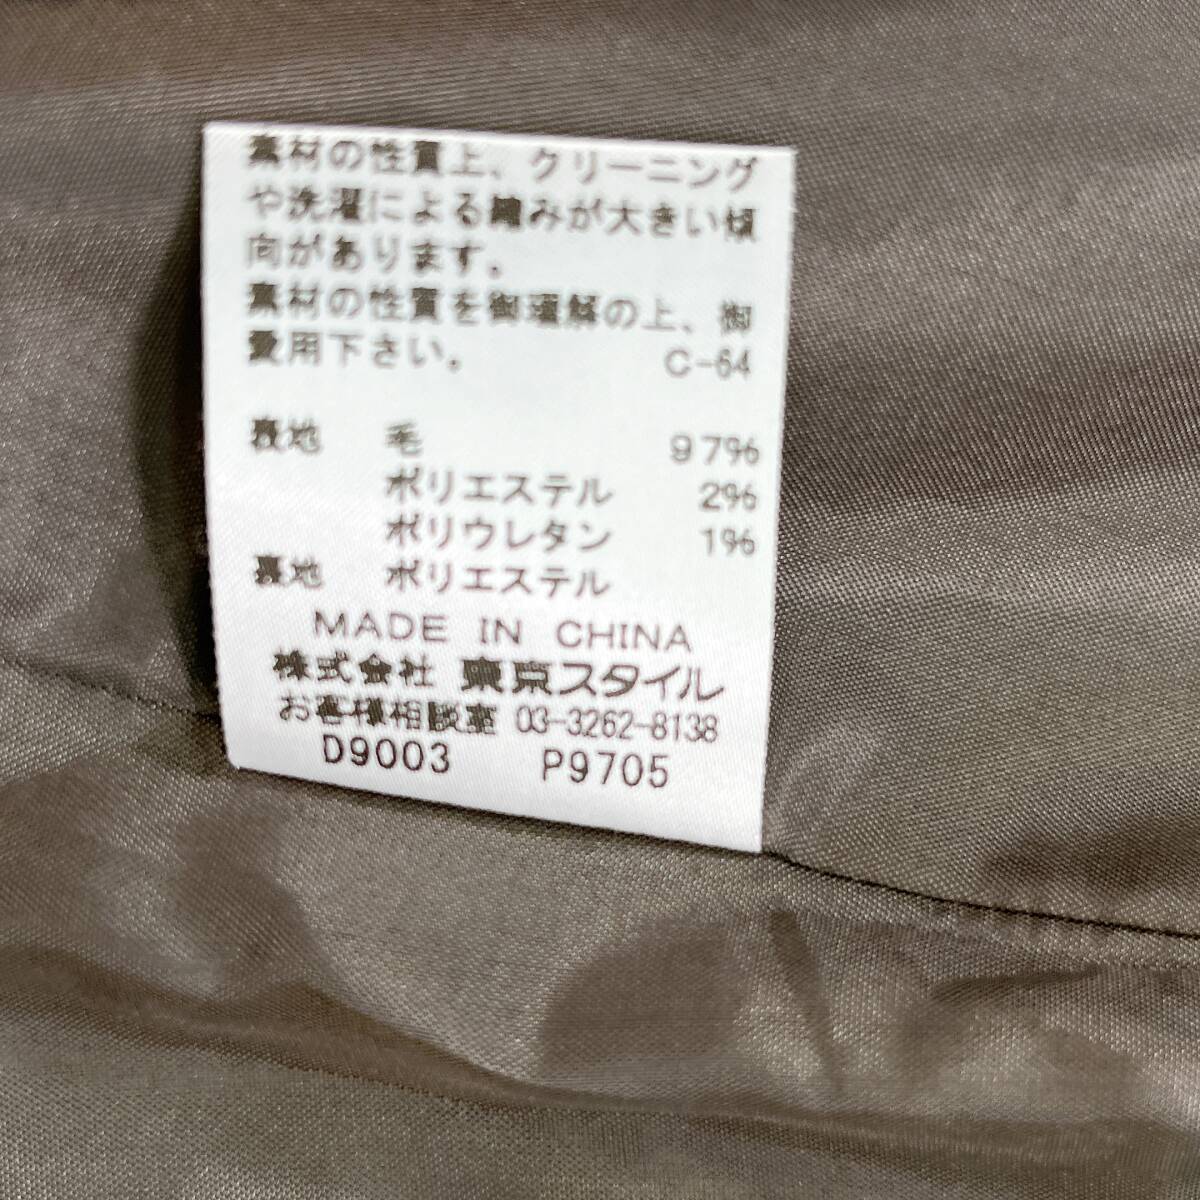 素材の性質上、クリーニング
や洗濯による縮みが大きい傾
向があります。
素材の性質を御理解の上、御
愛用下さい。 C-64
表地 毛 97%
ポリエステル 2%
ポリウレタン 1%
裏地 ポリエステル
MADE IN CHINA
株式会社 東京スタイル
お客様相談室 03-3262-8138
D9003 P9705